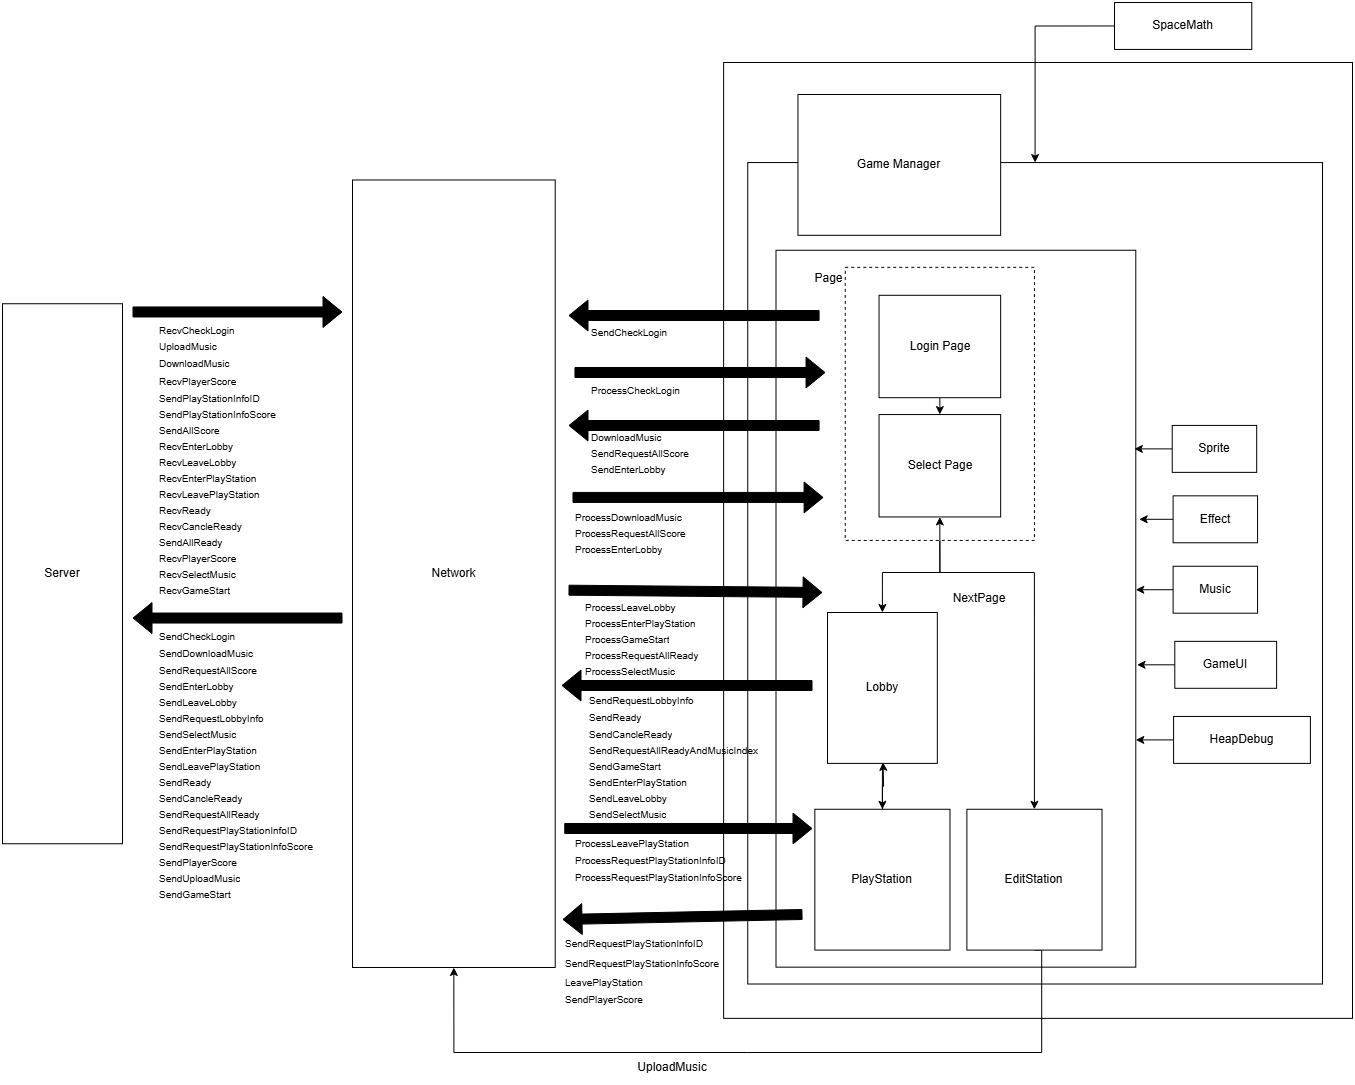 SpaceMath
Game Manager
Page
Login Page
Select Page
NextPage
Lobby
PlayStation
EditStation
Sprite
Effect
Music
GameUI
HeapDebug
Server
Network
RecvCheckLogin
UploadMusic
DownloadMusic
RecvPlayerScore
SendPlayStationInfoID
SendPlayStationInfoScore
SendAllScore
RecvEnterLobby
RecvLeaveLobby
RecvEnterPlayStation
RecvLeavePlayStation
RecvReady
RecvCancleReady
SendAllReady
RecvPlayerScore
RecvSelectMusic
RecvGameStart
SendCheckLogin
SendDownloadMusic
SendRequestAllScore
SendEnterLobby
SendLeaveLobby
SendRequestLobbyInfo
SendSelectMusic
SendEnterPlayStation
SendLeavePlayStation
SendReady
SendCancleReady
SendRequestAllReady
SendRequestPlayStationInfoID
SendRequestPlayStationInfoScore
SendPlayerScore
SendUploadMusic
SendGameStart
SendCheckLogin
ProcessCheckLogin
DownloadMusic
SendRequestAllScore
SendEnterLobby
ProcessDownloadMusic
ProcessRequestAllScore
ProcessEnterLobby
ProcessLeaveLobby
ProcessEnterPlayStation
ProcessGameStart
ProcessRequestAllReady
ProcessSelectMusic
SendRequestLobbyInfo
SendReady
SendCancleReady
SendRequestAllReadyAndMusicIndex
SendGameStart
SendEnterPlayStation
SendLeaveLobby
SendSelectMusic
ProcessLeavePlayStation
ProcessRequestPlayStationInfoID
ProcessRequestPlayStationInfoScore
SendRequestPlayStationInfoID
SendRequestPlayStationInfoScore
LeavePlayStation
SendPlayerScore
UploadMusic